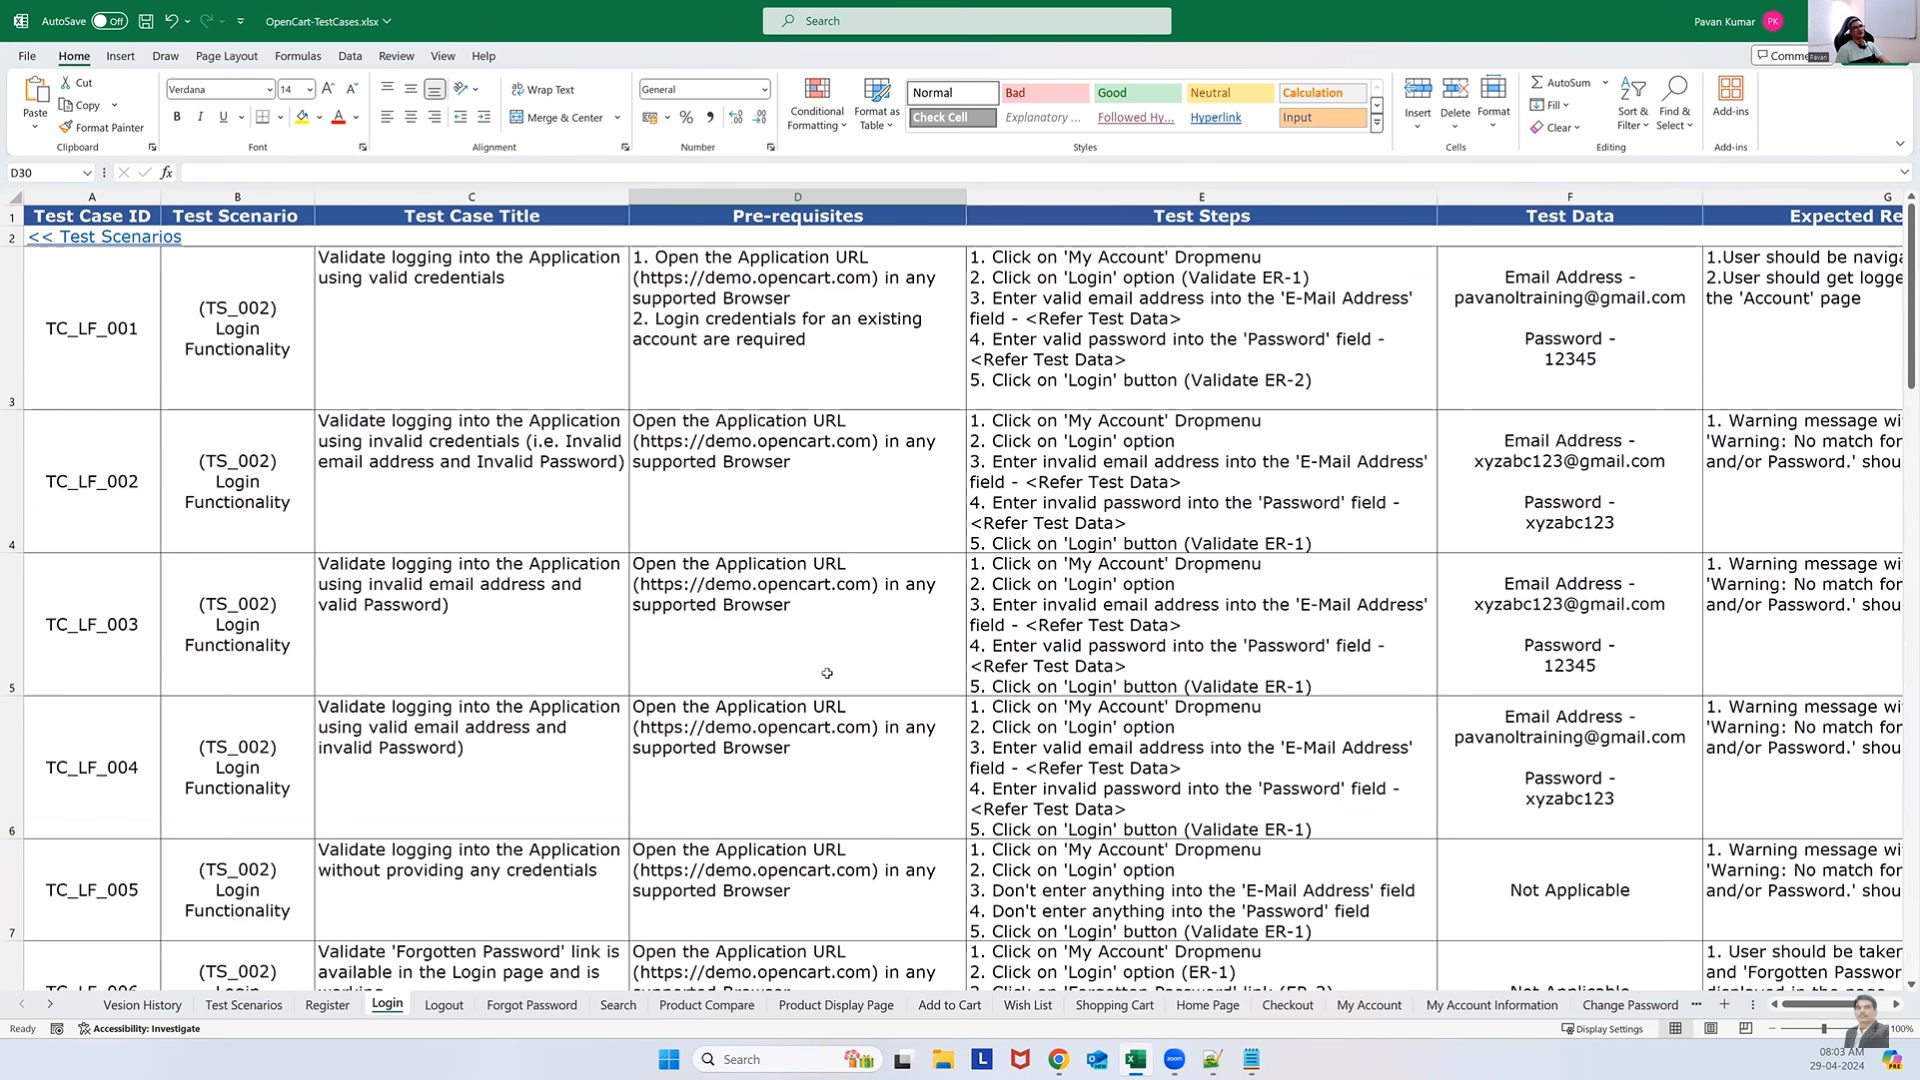 AutoSave Off OpenCart-TestCases.xlsx Search Pavan Kumar PK
File Home Insert Draw Page Layout Formulas Data Review View Help Comme
Pavan
Paste Cut Copy Format Painter Clipboard
Verdana 14 B I U Font
Wrap Text Merge & Center Alignment
General % Number
Conditional Formatting Format as Table
Normal Bad Good Neutral Calculation
Check Cell Explanatory ... Followed Hy... Hyperlink Input
Styles
Insert Delete Format Cells
AutoSum Fill Clear Sort & Filter Find & Select Editing
Add-ins Add-ins
D30 fx
A B C D E F G
1 Test Case ID Test Scenario Test Case Title Pre-requisites Test Steps Test Data Expected Re
2 << Test Scenarios
3
TC_LF_001
(TS_002)
Login
Functionality
Validate logging into the Application
using valid credentials
1. Open the Application URL
(https://demo.opencart.com) in any
supported Browser
2. Login credentials for an existing
account are required
1. Click on 'My Account' Dropmenu
2. Click on 'Login' option (Validate ER-1)
3. Enter valid email address into the 'E-Mail Address'
field - <Refer Test Data>
4. Enter valid password into the 'Password' field -
<Refer Test Data>
5. Click on 'Login' button (Validate ER-2)
Email Address -
pavanoltraining@gmail.com
Password -
12345
1.User should be naviga
2.User should get logge
the 'Account' page
4
TC_LF_002
(TS_002)
Login
Functionality
Validate logging into the Application
using invalid credentials (i.e. Invalid
email address and Invalid Password)
Open the Application URL
(https://demo.opencart.com) in any
supported Browser
1. Click on 'My Account' Dropmenu
2. Click on 'Login' option
3. Enter invalid email address into the 'E-Mail Address'
field - <Refer Test Data>
4. Enter invalid password into the 'Password' field -
<Refer Test Data>
5. Click on 'Login' button (Validate ER-1)
Email Address -
xyzabc123@gmail.com
Password -
xyzabc123
1. Warning message wi
'Warning: No match for
and/or Password.' shou
5
TC_LF_003
(TS_002)
Login
Functionality
Validate logging into the Application
using invalid email address and
valid Password)
Open the Application URL
(https://demo.opencart.com) in any
supported Browser
1. Click on 'My Account' Dropmenu
2. Click on 'Login' option
3. Enter invalid email address into the 'E-Mail Address'
field - <Refer Test Data>
4. Enter valid password into the 'Password' field -
<Refer Test Data>
5. Click on 'Login' button (Validate ER-1)
Email Address -
xyzabc123@gmail.com
Password -
12345
1. Warning message wi
'Warning: No match for
and/or Password.' shou
6
TC_LF_004
(TS_002)
Login
Functionality
Validate logging into the Application
using valid email address and
invalid Password)
Open the Application URL
(https://demo.opencart.com) in any
supported Browser
1. Click on 'My Account' Dropmenu
2. Click on 'Login' option
3. Enter valid email address into the 'E-Mail Address'
field - <Refer Test Data>
4. Enter invalid password into the 'Password' field -
<Refer Test Data>
5. Click on 'Login' button (Validate ER-1)
Email Address -
pavanoltraining@gmail.com
Password -
xyzabc123
1. Warning message wi
'Warning: No match for
and/or Password.' shou
7
TC_LF_005
(TS_002)
Login
Functionality
Validate logging into the Application
without providing any credentials
Open the Application URL
(https://demo.opencart.com) in any
supported Browser
1. Click on 'My Account' Dropmenu
2. Click on 'Login' option
3. Don't enter anything into the 'E-Mail Address' field
4. Don't enter anything into the 'Password' field
5. Click on 'Login' button (Validate ER-1)
Not Applicable
1. Warning message wi
'Warning: No match for
and/or Password.' shou
(TS_002)
Validate 'Forgotten Password' link is
available in the Login page and is
Open the Application URL
(https://demo.opencart.com) in any
1. Click on 'My Account' Dropmenu
2. Click on 'Login' option (ER-1)
1. User should be taken
and 'Forgotten Passwor
Vesion History Test Scenarios Register Login Logout Forgot Password Search Product Compare Product Display Page Add to Cart Wish List Shopping Cart Home Page Checkout My Account My Account Information Change Password
Ready Accessibility: Investigate Display Settings 100%
Search
08:03 AM
29-04-2024